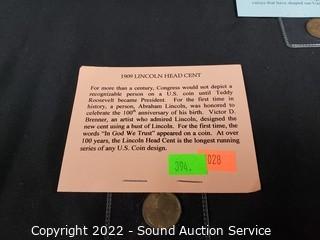 1909 LINCOLN HEAD CENT
For more than a century, Congress would not depict a
recognizable person on a U.S. coin until Teddy
Roosevelt became President. For the first time in
history, a person, Abraham Lincoln, was honored to
celebrate the 100th anniversary of his birth. Victor D.
Brenner, an artist who admired Lincoln, designed the
new cent using a bust of Lincoln. For the first time, the
words "In God We Trust" appeared on a coin. At over
100 years, the Lincoln Head Cent is the longest running
series of any U.S. Coin design.
394.
028
Copyright 2022 - Sound Auction Service